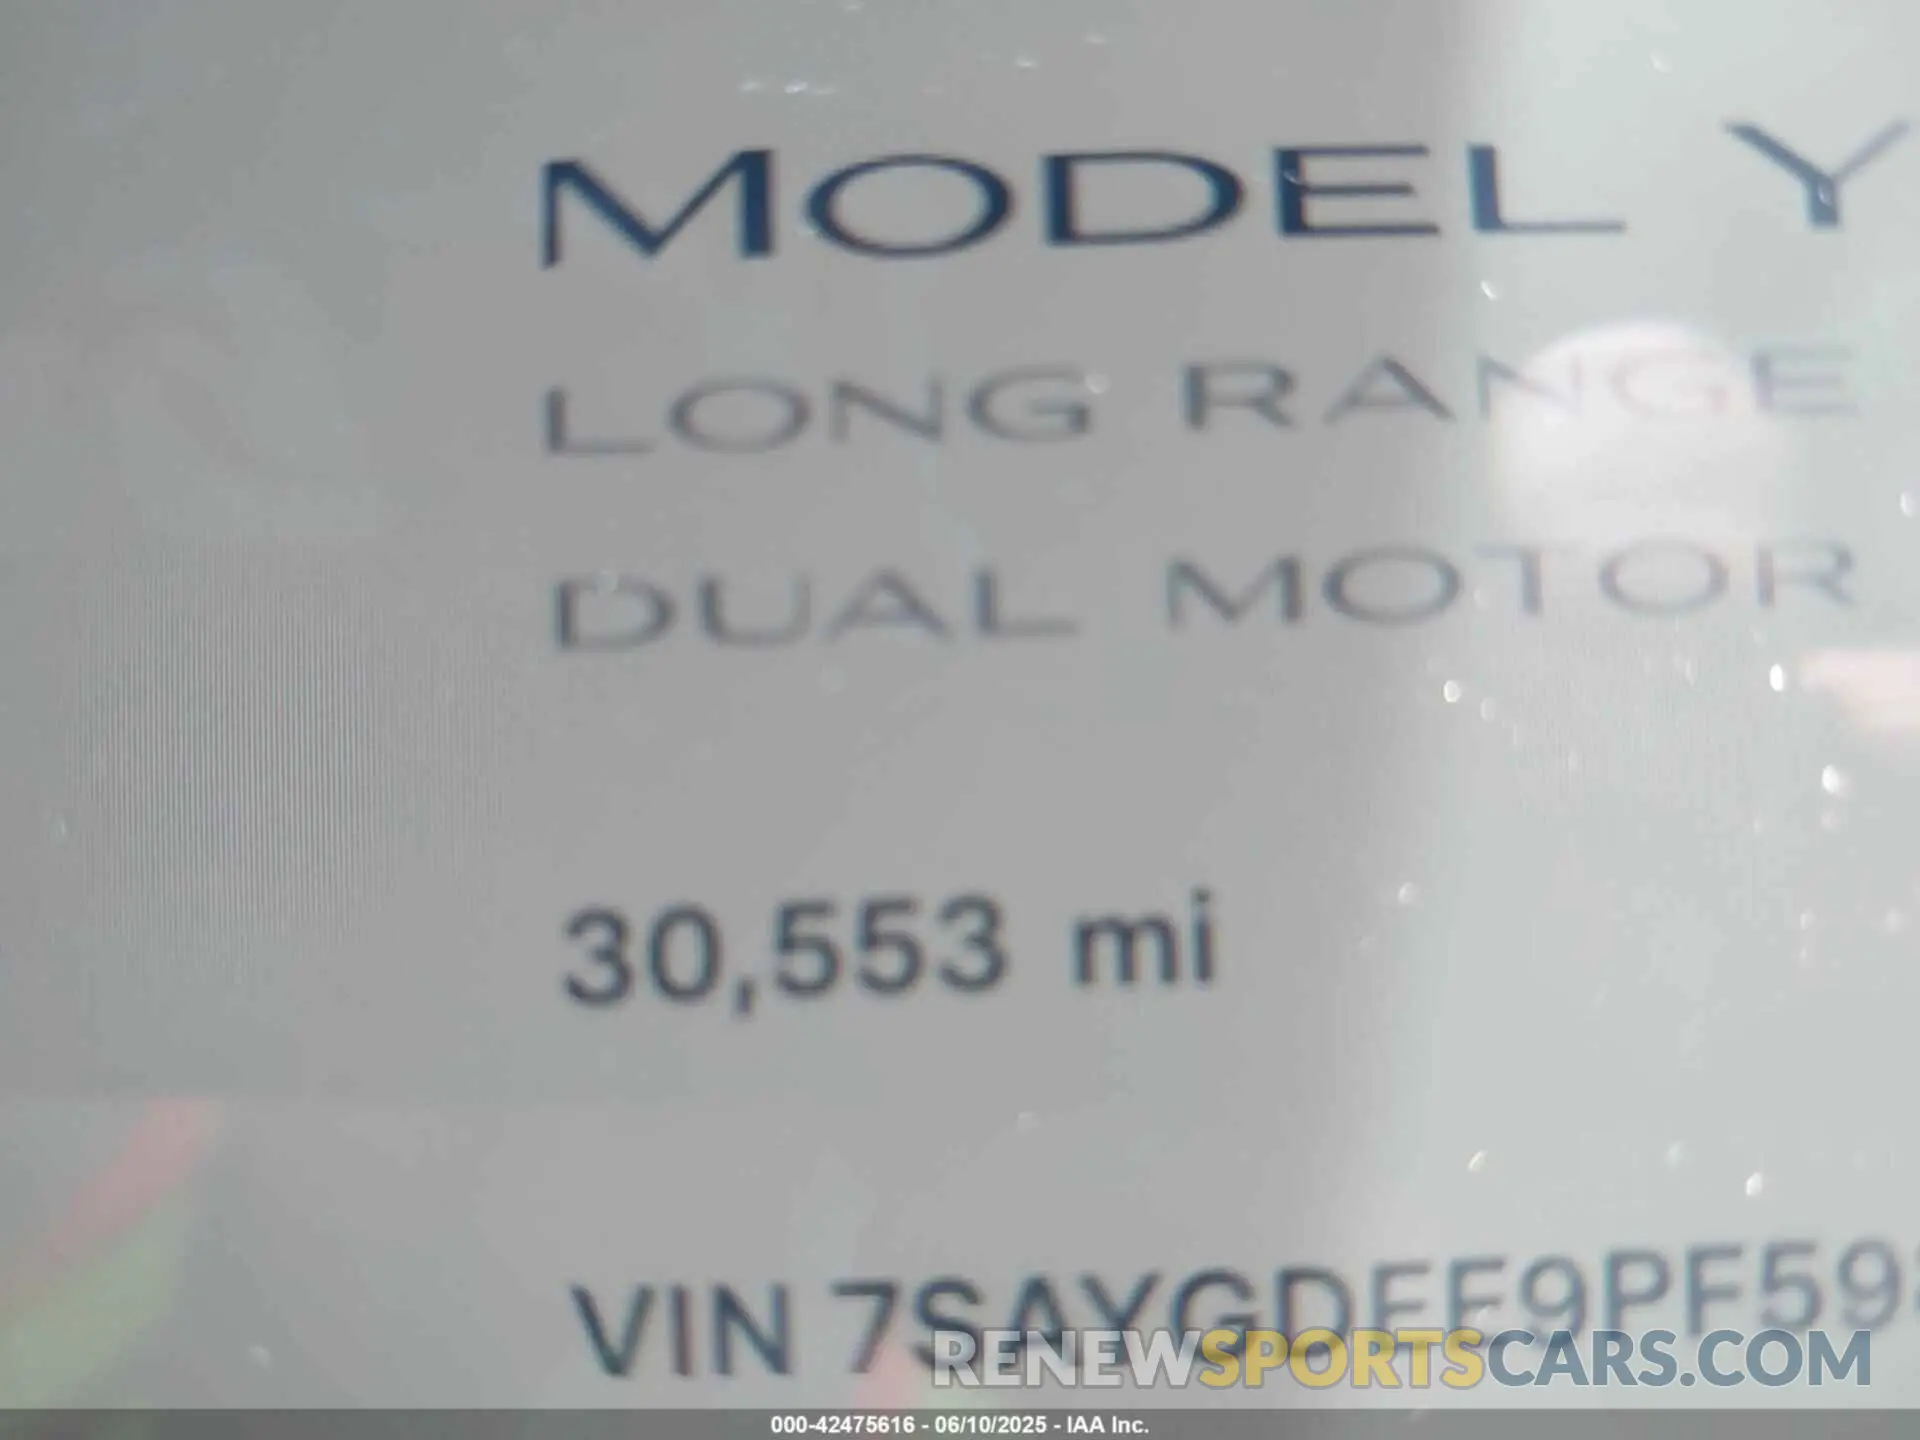 MODEL Y
LONG RANGE
DUAL MOTOR
30,553 mi
VIN 7SAYGDEE9PF59
RENEWSPORTSCARS.COM
000-42475616 - 06/10/2025 - IAA Inc.